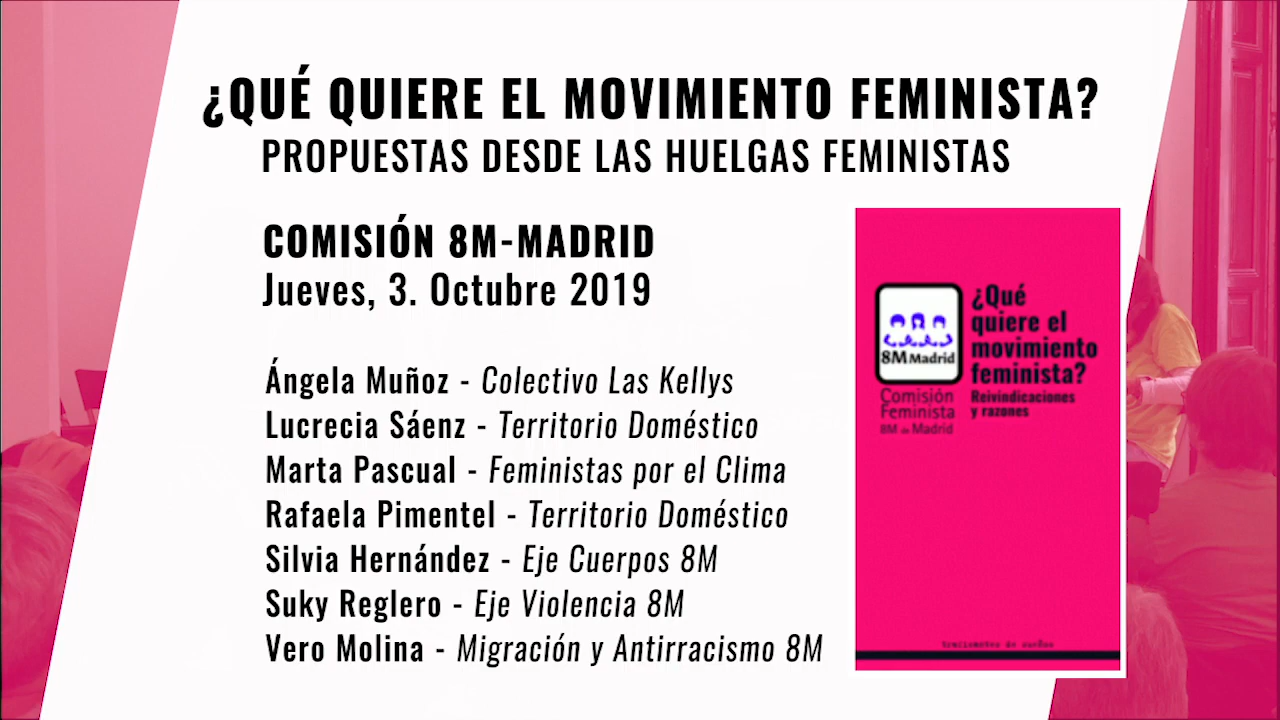 ¿QUÉ QUIERE EL MOVIMIENTO FEMINISTA?
PROPUESTAS DESDE LAS HUELGAS FEMINISTAS
COMISIÓN 8M-MADRID
Jueves, 3. Octubre 2019
Ángela Muñoz - Colectivo Las Kellys
Lucrecia Sáenz - Territorio Doméstico
Marta Pascual - Feministas por el Clima
Rafaela Pimentel - Territorio Doméstico
Silvia Hernández - Eje Cuerpos 8M
Suky Reglero - Eje Violencia 8M
Vero Molina - Migración y Antirracismo 8M
8M Madrid
Comisión
Feminista
8M de Madrid
¿Qué
quiere el
movimiento
feminista?
Reivindicaciones
y razones
traficantes de sueños